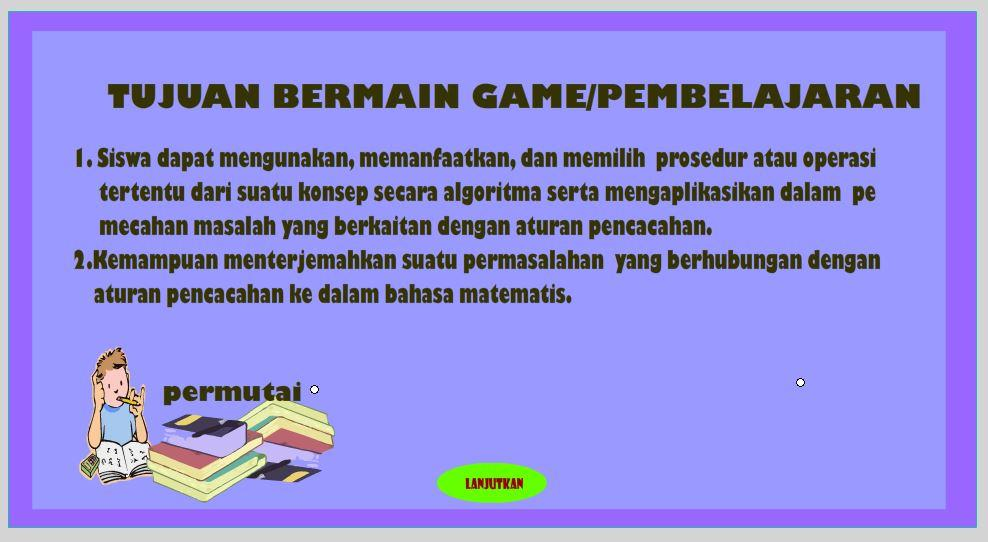 TUJUAN BERMAIN GAME/PEMBELAJARAN
1. Siswa dapat mengunakan, memanfaatkan, dan memilih prosedur atau operasi
tertentu dari suatu konsep secara algoritma serta mengaplikasikan dalam pe
mecahan masalah yang berkaitan dengan aturan pencacahan.
2.Kemampuan menterjemahkan suatu permasalahan yang berhubungan dengan
aturan pencacahan ke dalam bahasa matematis.
permutai
LANJUTKAN